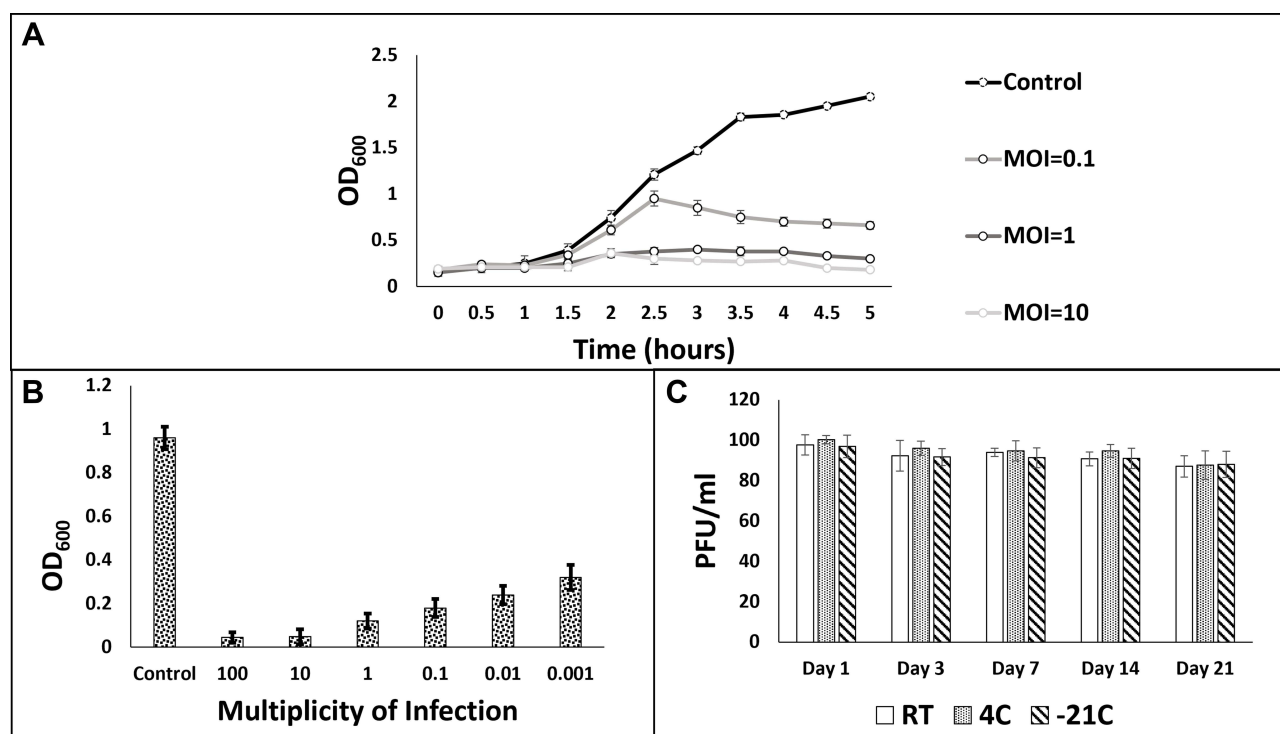 A
2.5
2
1.5
1
0.5
0
OD600
0 0.5 1 1.5 2 2.5 3 3.5 4 4.5 5
Time (hours)
Control
MOI=0.1
MOI=1
MOI=10
B
1.2
1
0.8
0.6
0.4
0.2
0
OD600
Control 100 10 1 0.1 0.01 0.001
Multiplicity of Infection
C
120
100
80
60
40
20
0
PFU/ml
Day 1 Day 3 Day 7 Day 14 Day 21
RT 4C -21C